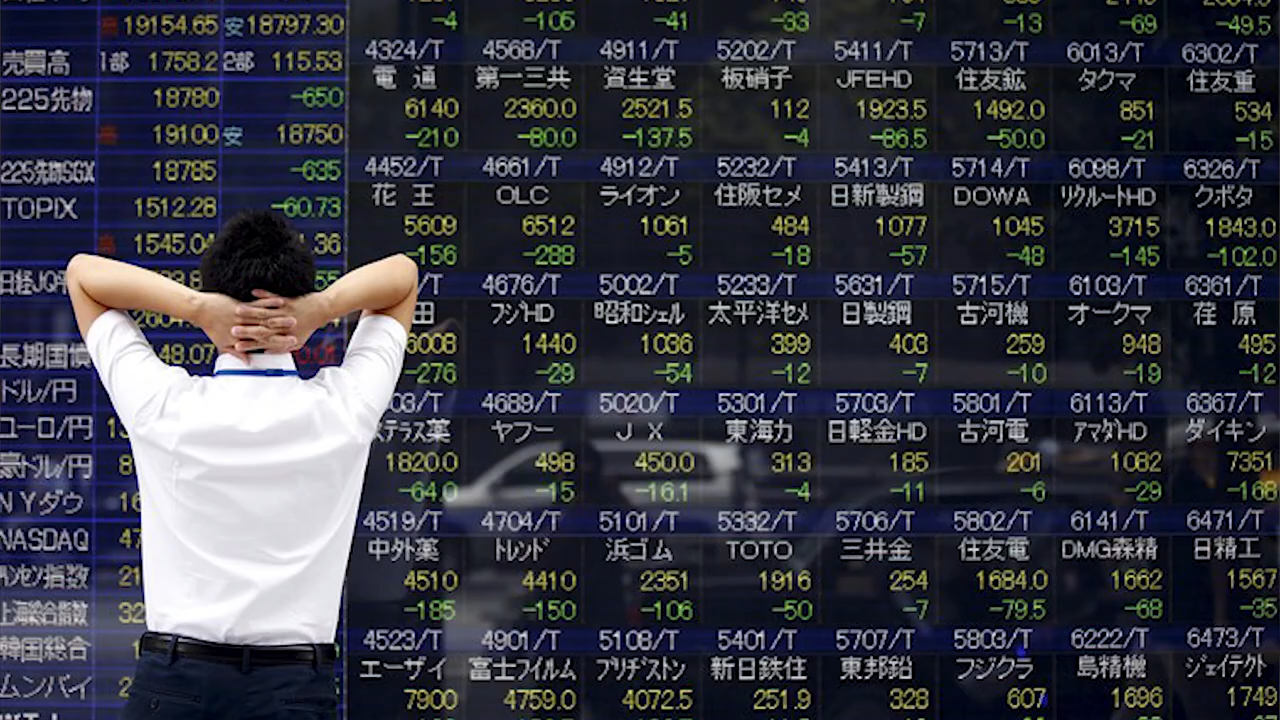 -4 -105 -41 -33 -7 -13 -69 -49.5
高 19154.65 安 18797.30
売買高 1部 1758.2 2部 115.53
225先物 18780 -650
高 19100 安 18750
225先物SGX 18785 -635
TOPIX 1512.28 -60.73
高
日経JQ平
長期国債
ドル/円
ユーロ/円
豪ドル/円
NYダウ
NASDAQ
ハンセン指数
上海総合指数
韓国総合
ムンバイ
4324/T 4568/T 4911/T 5202/T 5411/T 5713/T 6013/T 6302/T
電通 第一三共 資生堂 板硝子 JFEHD 住友鉱 タクマ 住友重
6140 2360.0 2521.5 112 1923.5 1492.0 851 534
-210 -80.0 -137.5 -4 -86.5 -50.0 -21 -15
4452/T 4661/T 4912/T 5232/T 5413/T 5714/T 6098/T 6326/T
花王 OLC ライオン 住阪セメ 日新製鋼 DOWA リクルートHD クボタ
5609 6512 1061 484 1077 1045 3715 1843.0
-156 -288 -5 -18 -57 -48 -145 -102.0
/T 4676/T 5002/T 5233/T 5631/T 5715/T 6103/T 6361/T
田 フジHD 昭和シェル 太平洋セメ 日製鋼 古河機 オークマ 荏原
6008 1440 1036 399 403 259 948 495
-276 -29 -54 -12 -7 -10 -19 -12
03/T 4689/T 5020/T 5301/T 5703/T 5801/T 6113/T 6367/T
ステラス薬 ヤフー JX 東海力 日軽金HD 古河電 アマダHD ダイキン
1820.0 498 450.0 313 185 201 1082 7351
-64.0 -15 -16.1 -4 -11 -6 -29 -168
4519/T 4704/T 5101/T 5332/T 5706/T 5802/T 6141/T 6471/T
中外薬 トレンド 浜ゴム TOTO 三井金 住友電 DMG森精 日精工
4510 4410 2351 1916 254 1684.0 1662 1567
-185 -150 -106 -50 -7 -79.5 -68 -35
4523/T 4901/T 5108/T 5401/T 5707/T 5803/T 6222/T 6473/T
エーザイ 富士フイルム ブリヂストン 新日鉄住 東邦鉛 フジクラ 島精機 ジェイテクト
7900 4759.0 4072.5 251.9 328 607 1696 1749